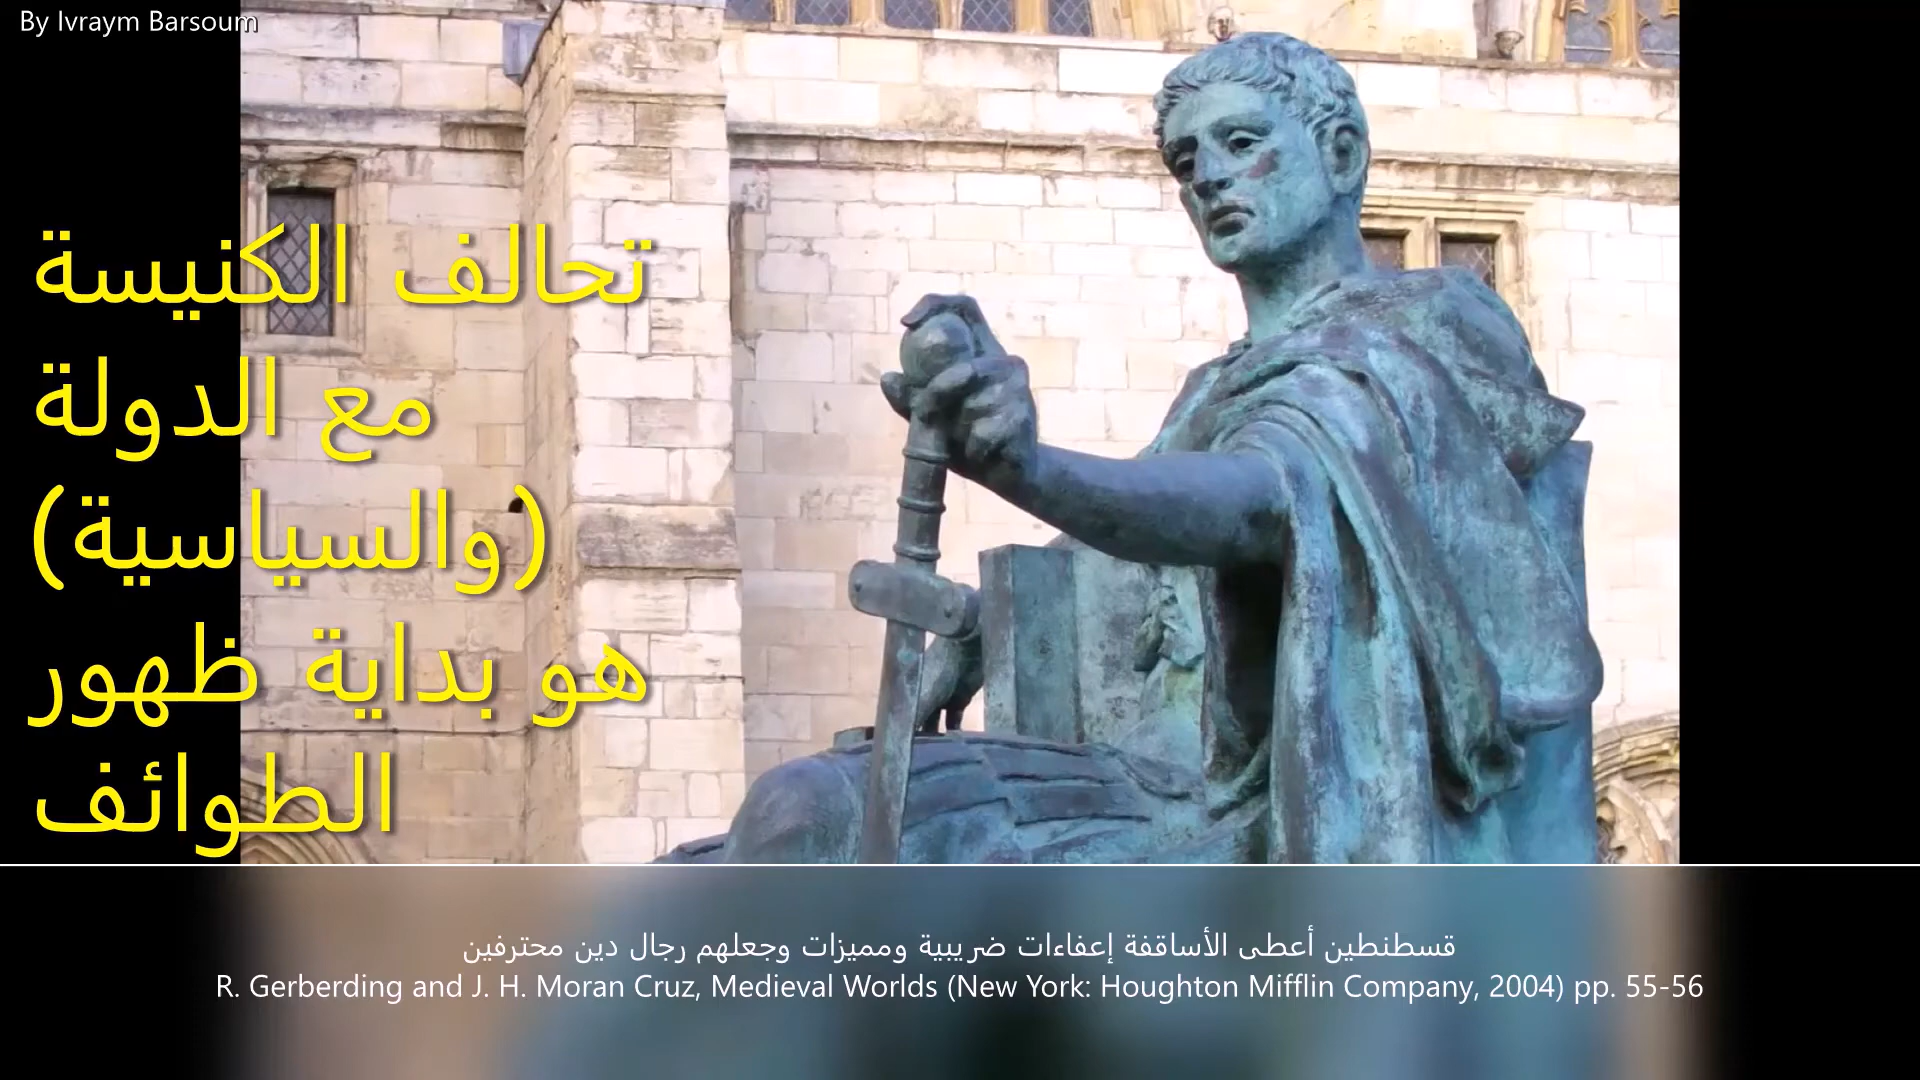 By Ivraym Barsoum
تحالف الكنيسة
مع الدولة
(والسياسية)
هو بداية ظهور
الطوائف
قسطنطين أعطى الأساقفة إعفاءات ضريبية ومميزات وجعلهم رجال دين محترفين
R. Gerberding and J. H. Moran Cruz, Medieval Worlds (New York: Houghton Mifflin Company, 2004) pp. 55-56